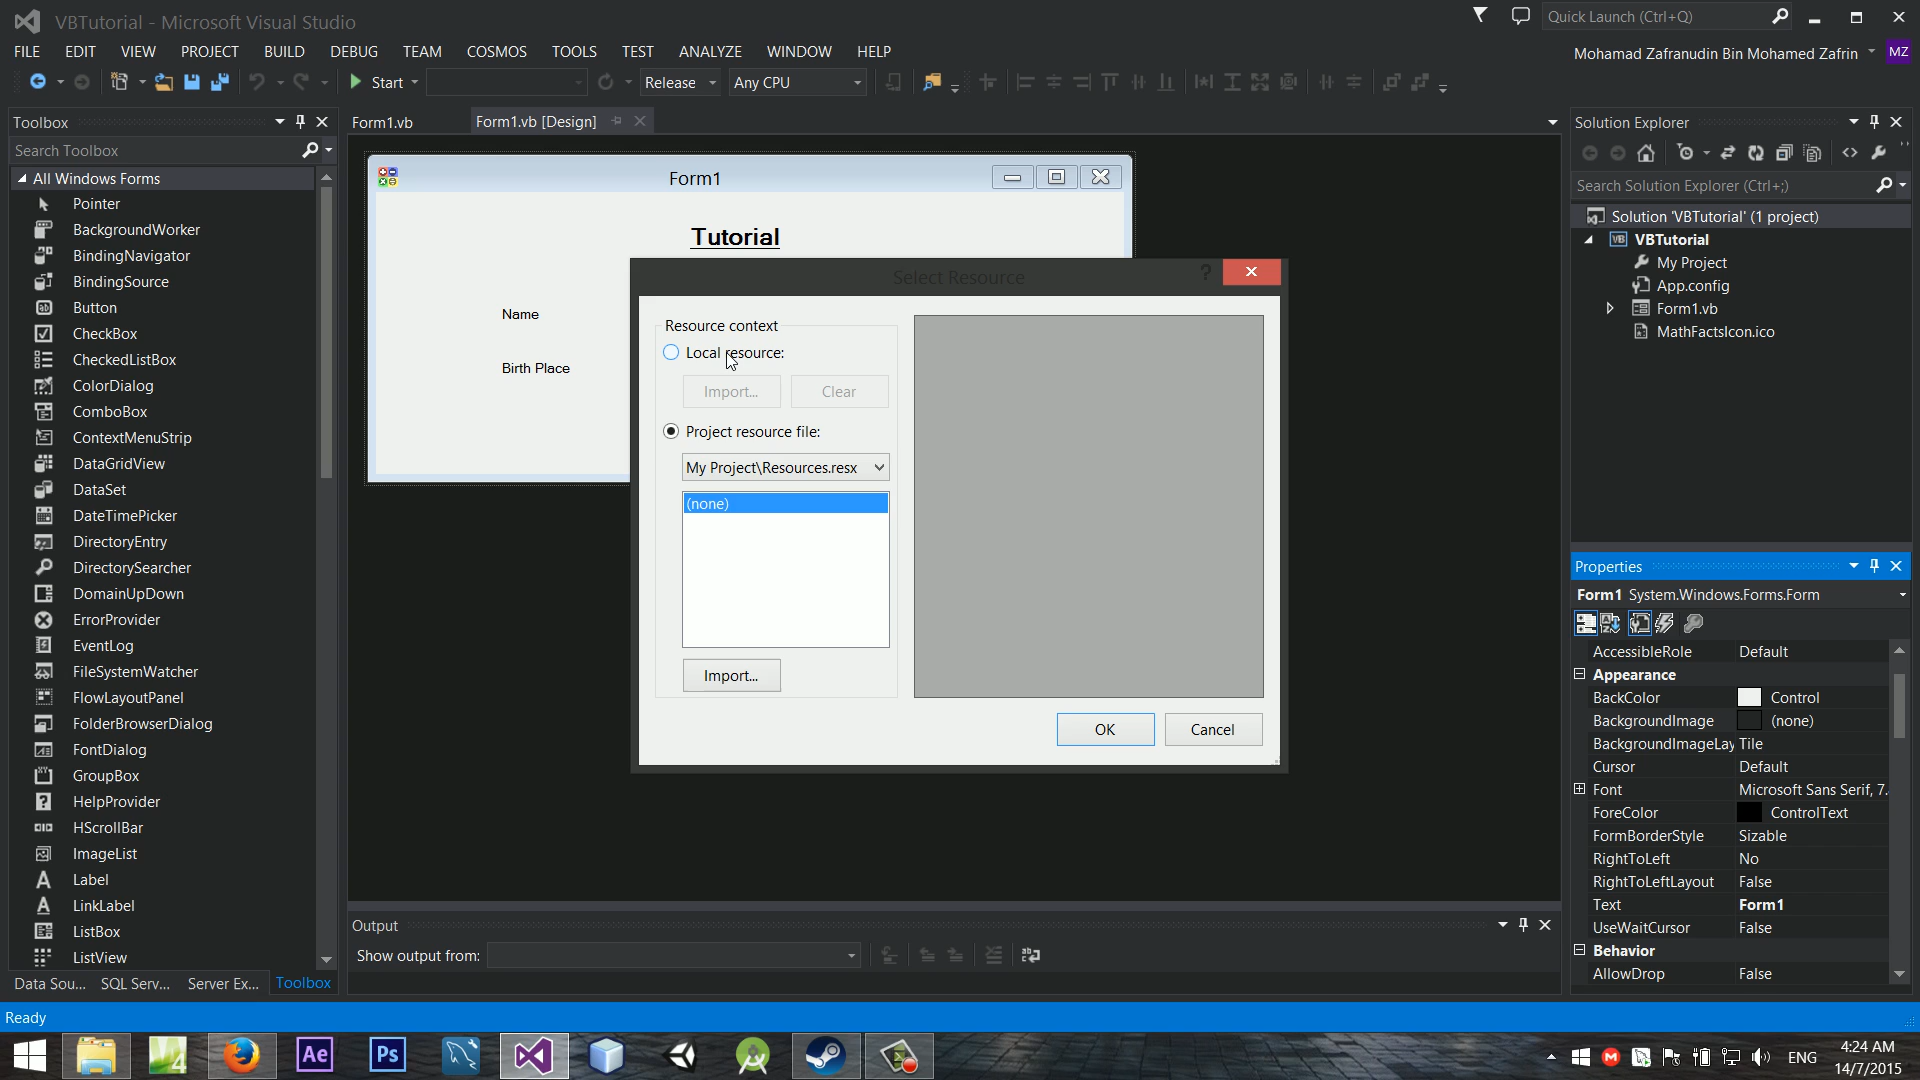 VBTutorial - Microsoft Visual Studio
Quick Launch (Ctrl+Q)
FILE EDIT VIEW PROJECT BUILD DEBUG TEAM COSMOS TOOLS TEST ANALYZE WINDOW HELP
Mohamad Zafranudin Bin Mohamed Zafrin MZ
Start Release Any CPU
Toolbox
Search Toolbox
All Windows Forms
Pointer
BackgroundWorker
BindingNavigator
BindingSource
Button
CheckBox
CheckedListBox
ColorDialog
ComboBox
ContextMenuStrip
DataGridView
DataSet
DateTimePicker
DirectoryEntry
DirectorySearcher
DomainUpDown
ErrorProvider
EventLog
FileSystemWatcher
FlowLayoutPanel
FolderBrowserDialog
FontDialog
GroupBox
HelpProvider
HScrollBar
ImageList
Label
LinkLabel
ListBox
ListView
Data Sou... SQL Serv... Server Ex... Toolbox
Form1.vb Form1.vb [Design]
Form1
Tutorial
Name
Birth Place
Select Resource
Resource context
Local resource:
Import... Clear
Project resource file:
My Project\Resources.resx
(none)
Import...
OK Cancel
Output
Show output from:
Solution Explorer
Search Solution Explorer (Ctrl+;)
Solution 'VBTutorial' (1 project)
VB VBTutorial
My Project
App.config
Form1.vb
MathFactsIcon.ico
Properties
Form1 System.Windows.Forms.Form
AccessibleRole Default
Appearance
BackColor Control
BackgroundImage (none)
BackgroundImageLay Tile
Cursor Default
Font Microsoft Sans Serif, 7.
ForeColor ControlText
FormBorderStyle Sizable
RightToLeft No
RightToLeftLayout False
Text Form1
UseWaitCursor False
Behavior
AllowDrop False
Ready
4 Ae Ps
ENG
4:24 AM
14/7/2015